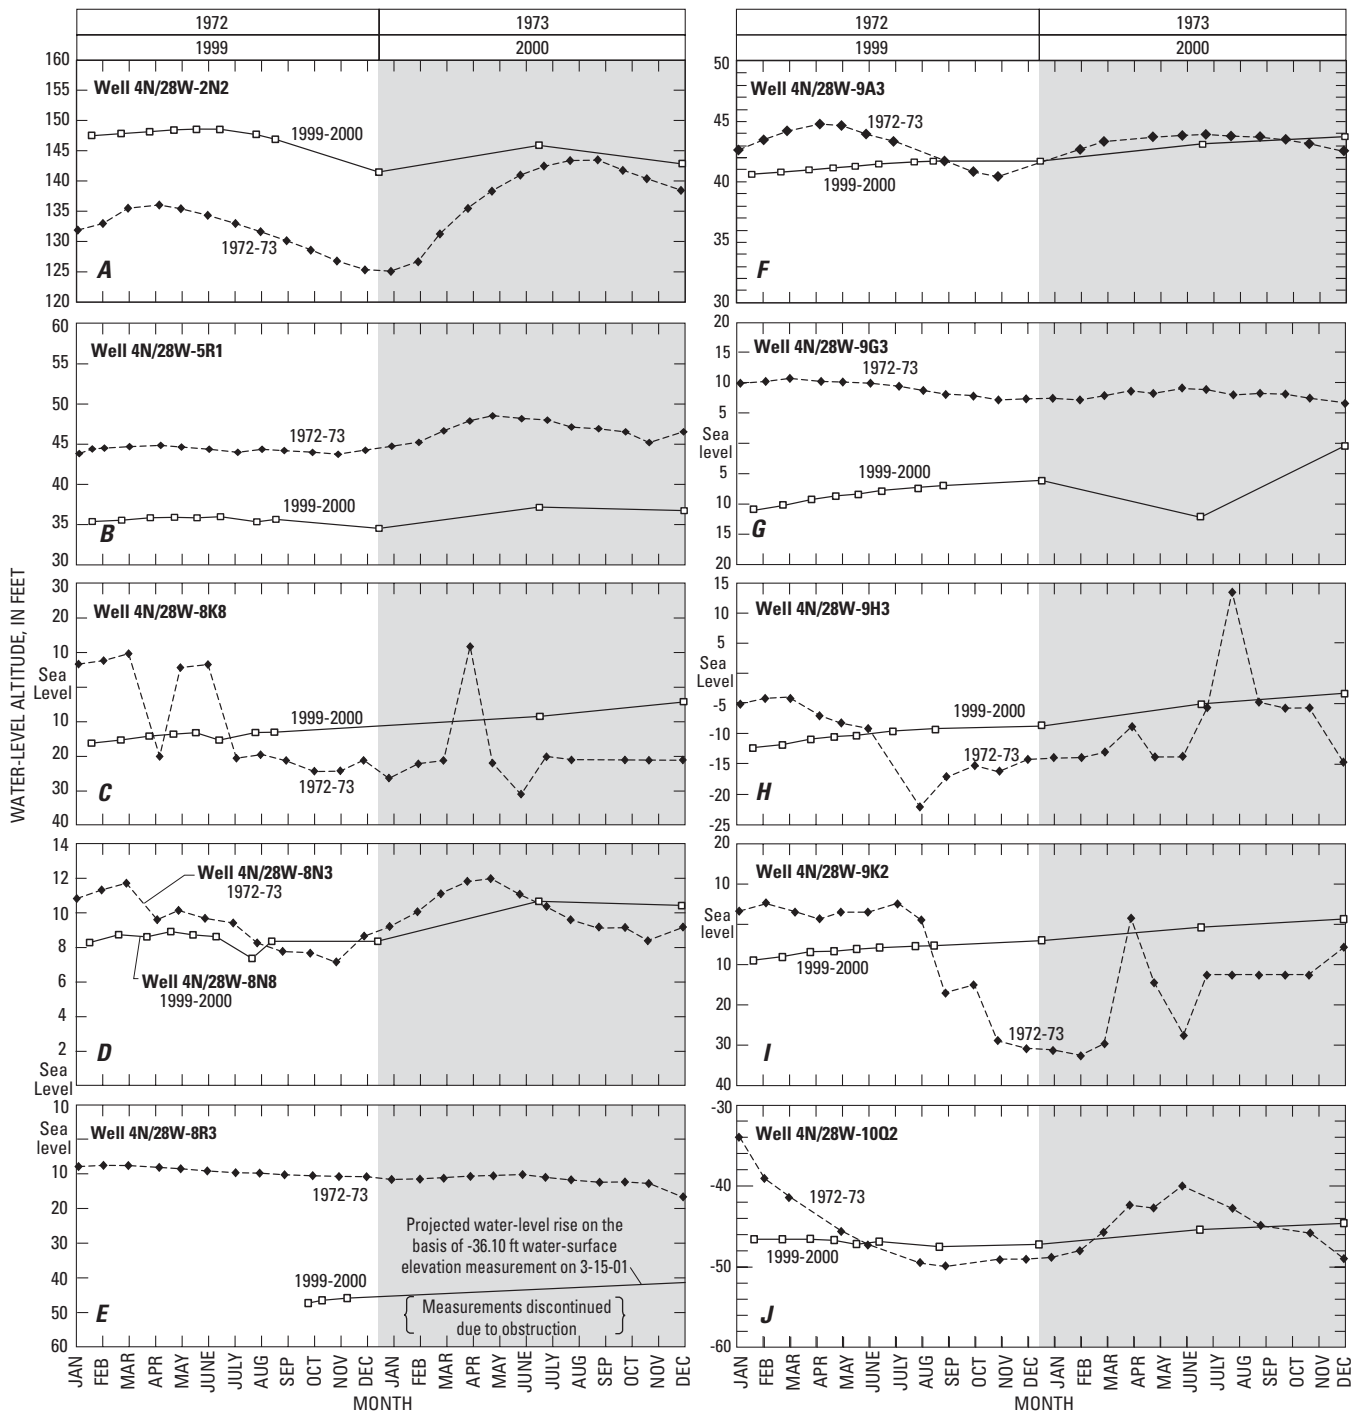 1972
1973
1999
2000
WATER-LEVEL ALTITUDE, IN FEET
160
155
150
145
140
135
130
125
120
Well 4N/28W-2N2
1999-2000
1972-73
A
60
55
50
45
40
35
30
Well 4N/28W-5R1
1972-73
1999-2000
B
30
20
10
Sea
Level
10
20
30
40
Well 4N/28W-8K8
1999-2000
1972-73
C
14
12
10
8
6
4
2
Sea
Level
Well 4N/28W-8N3
1972-73
Well 4N/28W-8N8
1999-2000
D
10
Sea
level
10
20
30
40
50
60
Well 4N/28W-8R3
1972-73
Projected water-level rise on the
basis of -36.10 ft water-surface
elevation measurement on 3-15-01
1999-2000
Measurements discontinued
due to obstruction
E
JAN FEB MAR APR MAY JUNE JULY AUG SEP OCT NOV DEC JAN FEB MAR APR MAY JUNE JULY AUG SEP OCT NOV DEC
MONTH
1972
1973
1999
2000
50
45
40
35
30
Well 4N/28W-9A3
1972-73
1999-2000
F
20
15
10
5
Sea
level
5
10
15
20
Well 4N/28W-9G3
1972-73
1999-2000
G
15
10
5
Sea
Level
-5
-10
-15
-20
-25
Well 4N/28W-9H3
1999-2000
1972-73
H
20
10
Sea
level
10
20
30
40
Well 4N/28W-9K2
1999-2000
1972-73
I
-30
-40
-50
-60
Well 4N/28W-10Q2
1972-73
1999-2000
J
JAN FEB MAR APR MAY JUNE JULY AUG SEP OCT NOV DEC JAN FEB MAR APR MAY JUNE JULY AUG SEP OCT NOV DEC
MONTH